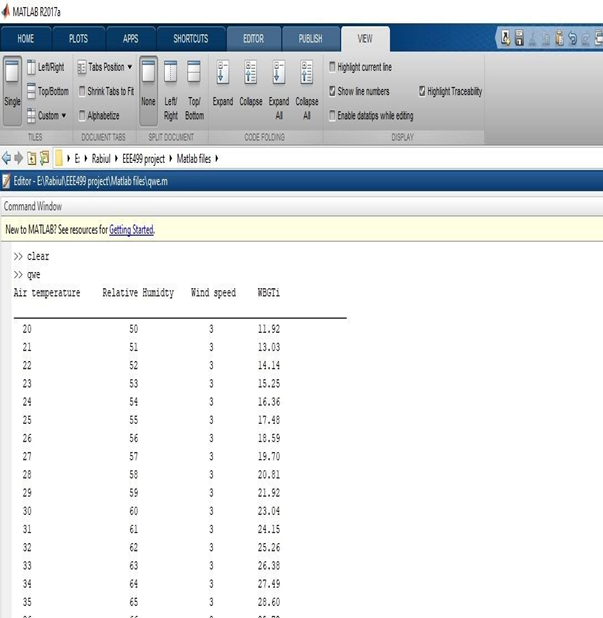 MATLAB R2017a
HOME PLOTS APPS SHORTCUTS EDITOR PUBLISH VIEW
Single
Left/Right
Top/Bottom
Custom
Tabs Position
Shrink Tabs to Fit
Alphabetize
None Left/Right Top/Bottom
Expand Collapse Expand All Collapse All
Highlight current line
Show line numbers
Enable datatips while editing
Highlight Traceability
TILES DOCUMENT TABS SPLIT DOCUMENT CODE FOLDING DISPLAY
E: Rabiul EEE499 project Matlab files
Editor - E:\Rabiul\EEE499 project\Matlab files\qwe.m
Command Window
New to MATLAB? See resources for Getting Started.
>> clear
>> qwe
Air temperature Relative Humidty Wind speed WBGTi
20 50 3 11.92
21 51 3 13.03
22 52 3 14.14
23 53 3 15.25
24 54 3 16.36
25 55 3 17.48
26 56 3 18.59
27 57 3 19.70
28 58 3 20.81
29 59 3 21.92
30 60 3 23.04
31 61 3 24.15
32 62 3 25.26
33 63 3 26.38
34 64 3 27.49
35 65 3 28.60